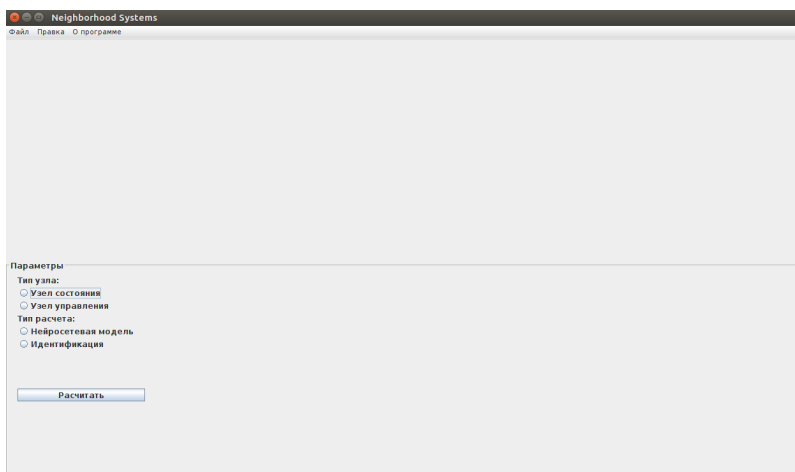 Neighborhood Systems
Файл Правка О программе
Параметры
Тип узла:
Узел состояния
Узел управления
Тип расчета:
Нейросетевая модель
Идентификация
Расчитать